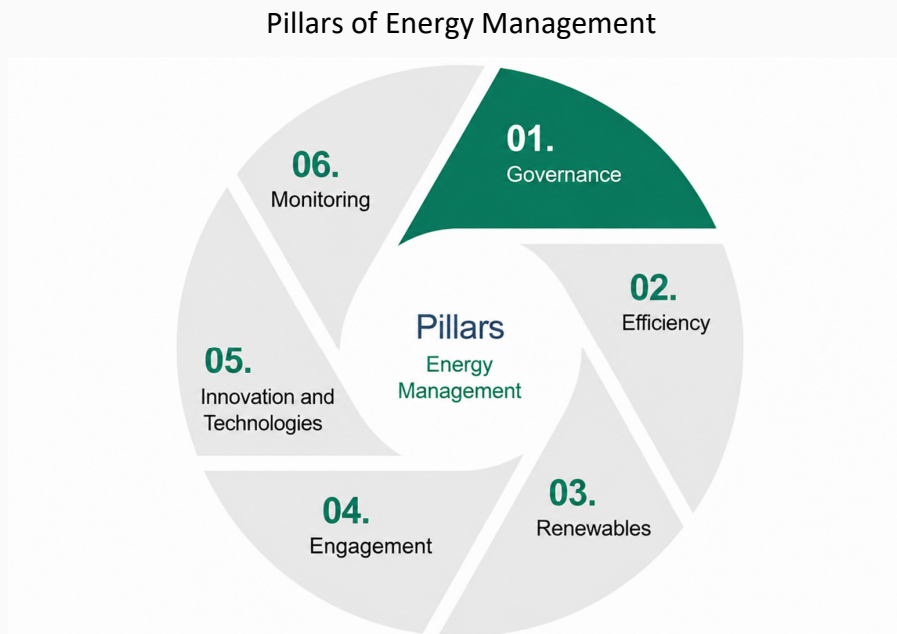 Pillars of Energy Management
01.
Governance
02.
Efficiency
03.
Renewables
04.
Engagement
05.
Innovation and
Technologies
06.
Monitoring
Pillars
Energy
Management